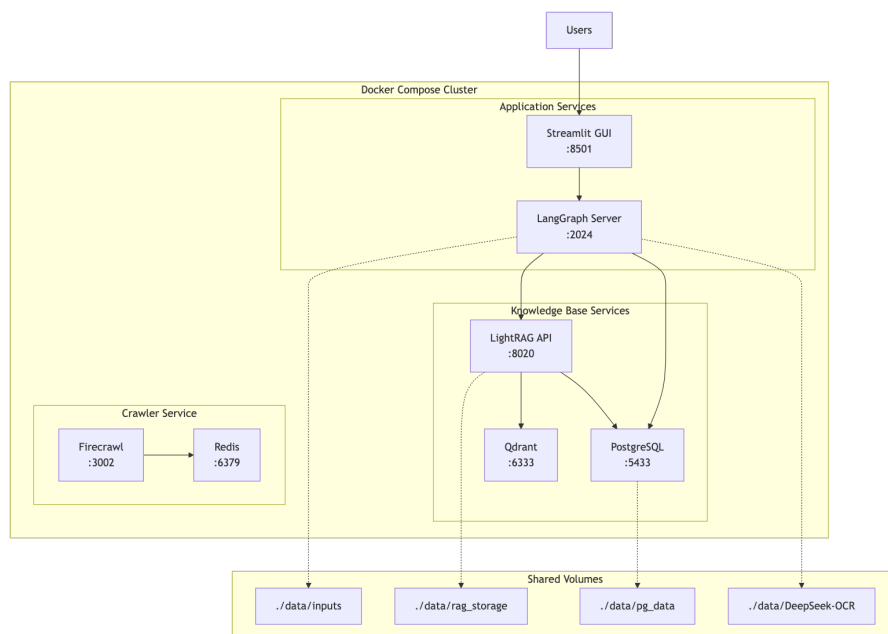 Users
Docker Compose Cluster
Application Services
Streamlit GUI
:8501
LangGraph Server
:2024
Knowledge Base Services
LightRAG API
:8020
Crawler Service
Firecrawl
:3002
Redis
:6379
Qdrant
:6333
PostgreSQL
:5433
Shared Volumes
./data/inputs
./data/rag_storage
./data/pg_data
./data/DeepSeek-OCR